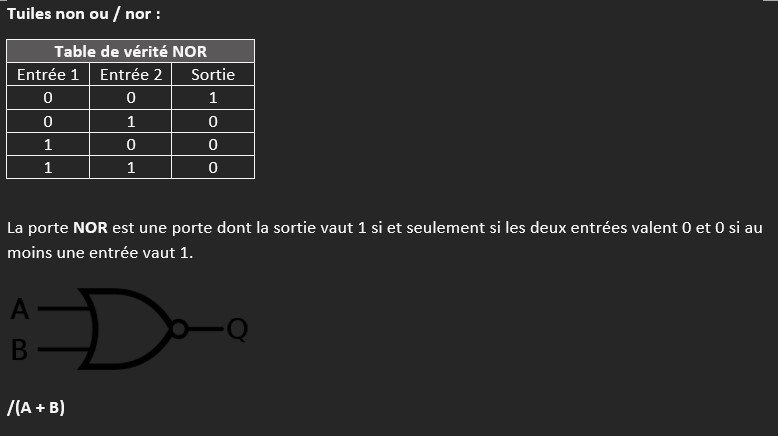 Tuiles non ou / nor :
Table de vérité NOR
Entrée 1 Entrée 2 Sortie
0 0 1
0 1 0
1 0 0
1 1 0
La porte NOR est une porte dont la sortie vaut 1 si et seulement si les deux entrées valent 0 et 0 si au
moins une entrée vaut 1.
A
Q
B
/(A + B)